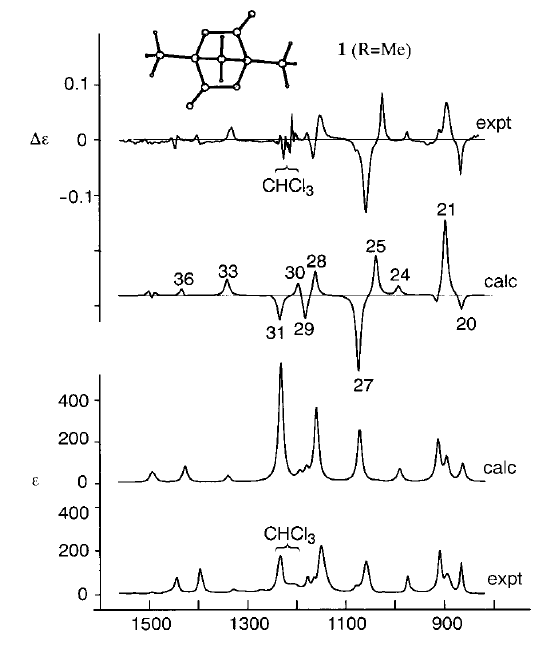 1 (R=Me)
0.1
expt
Δε
0
CHCl3
-0.1
21
28
25
36
33
30
24
calc
31
29
20
27
400
200
calc
ε
0
400
CHCl3
200
expt
0
1500
1300
1100
900